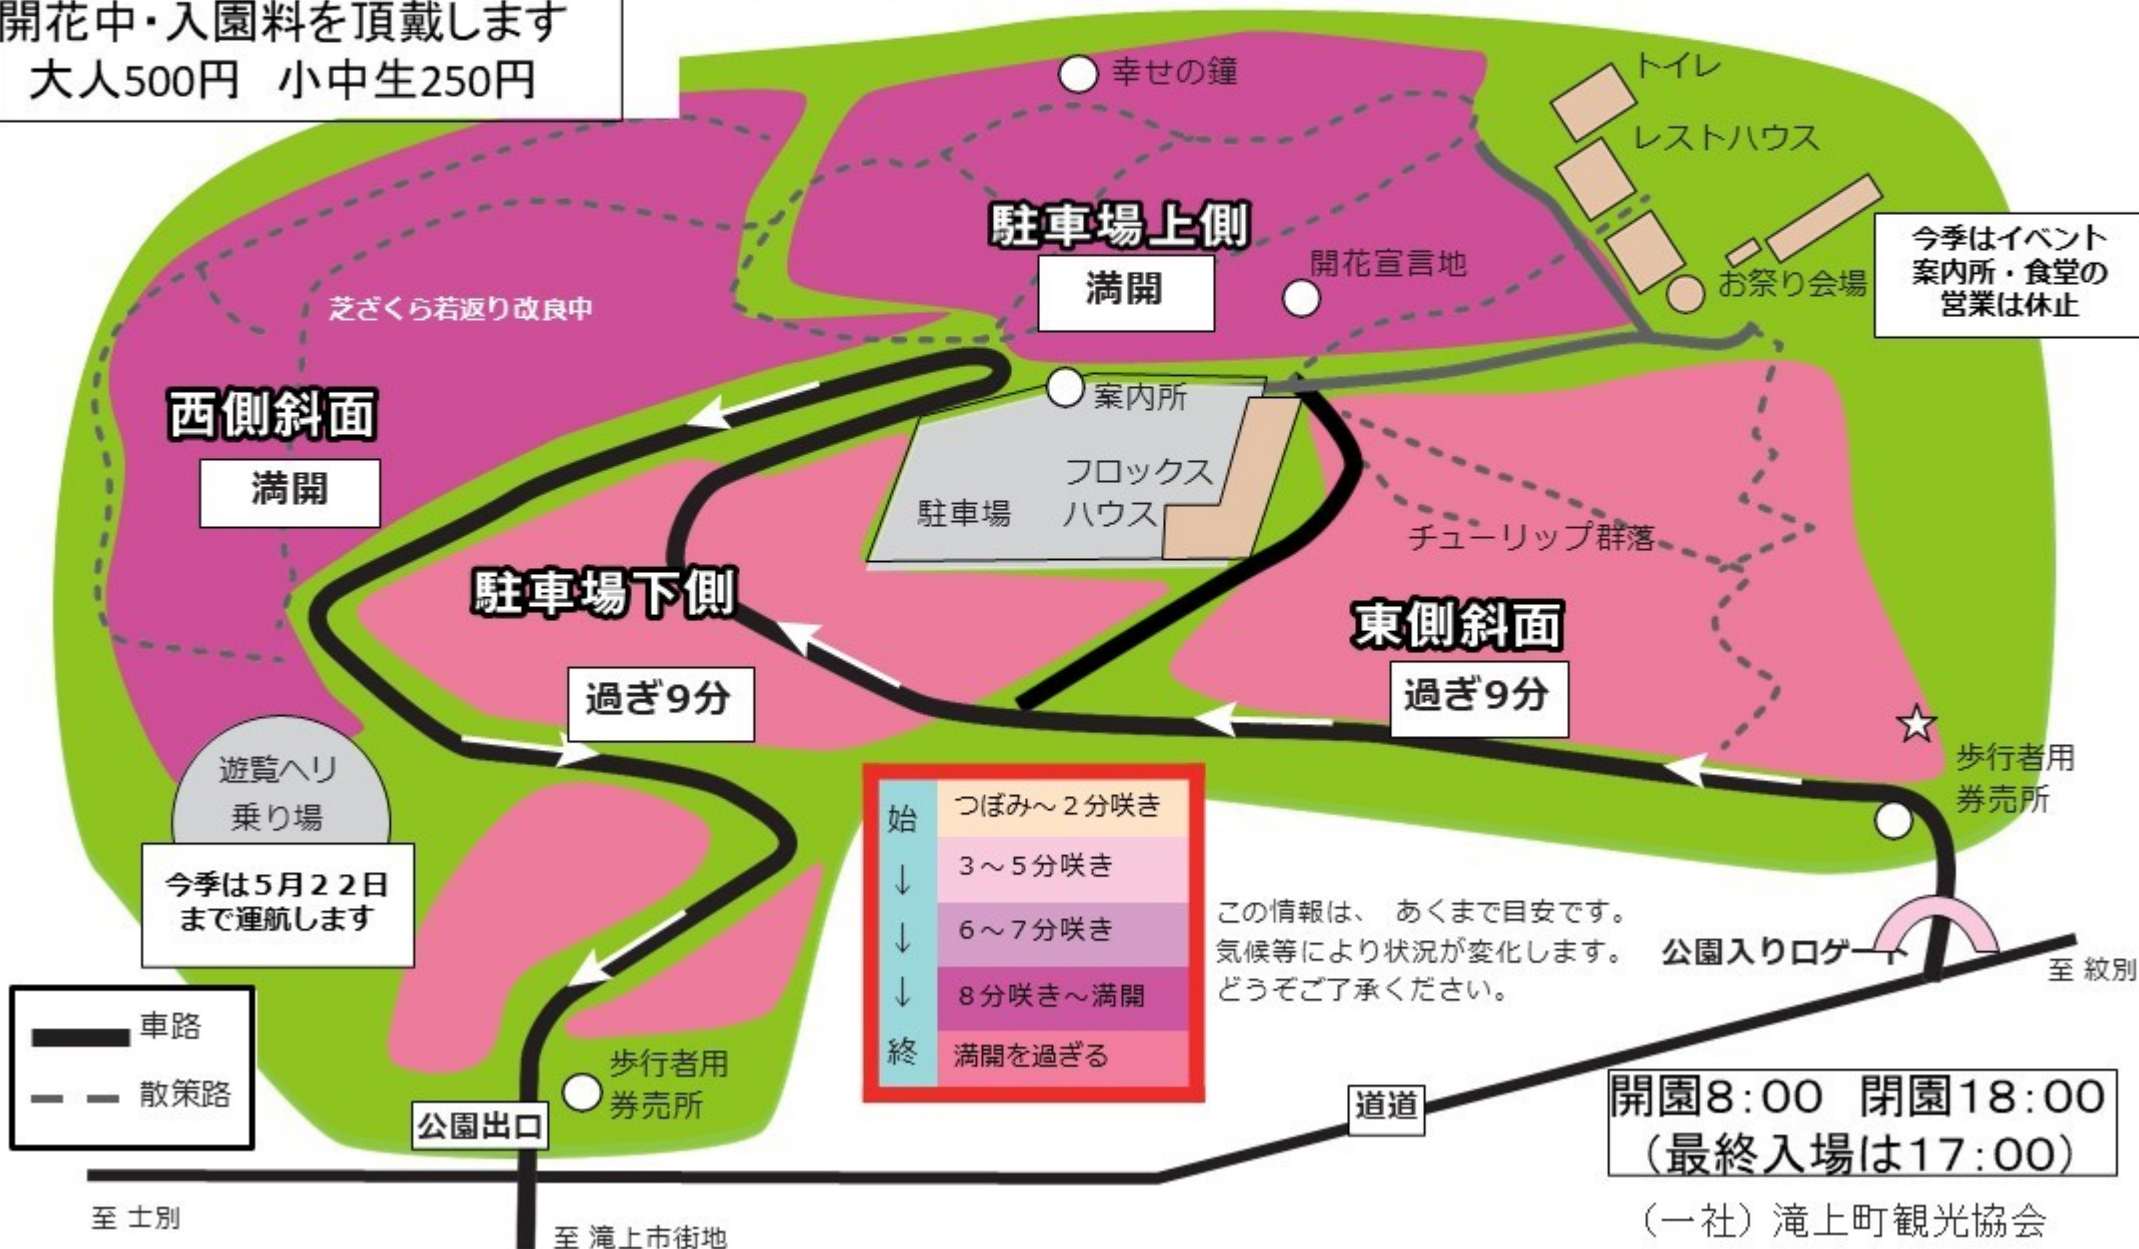 開花中・入園料を頂戴します
大人500円 小中生250円
幸せの鐘
トイレ
レストハウス
駐車場上側
満開
開花宣言地
お祭り会場
今季はイベント
案内所・食堂の
営業は休止
芝ざくら若返り改良中
西側斜面
満開
案内所
フロックス
ハウス
駐車場
チューリップ群落
駐車場下側
過ぎ9分
東側斜面
過ぎ9分
歩行者用
券売所
遊覧ヘリ
乗り場
今季は5月22日
まで運航します
始
↓
↓
↓
終
つぼみ～2分咲き
3～5分咲き
6～7分咲き
8分咲き～満開
満開を過ぎる
この情報は、 あくまで目安です。
気候等により状況が変化します。
どうぞご了承ください。
公園入り口ゲート
至 紋別
車路
散策路
歩行者用
券売所
公園出口
道道
開園8:00 閉園18:00
（最終入場は17:00）
至 士別
至 滝上市街地
（一社）滝上町観光協会